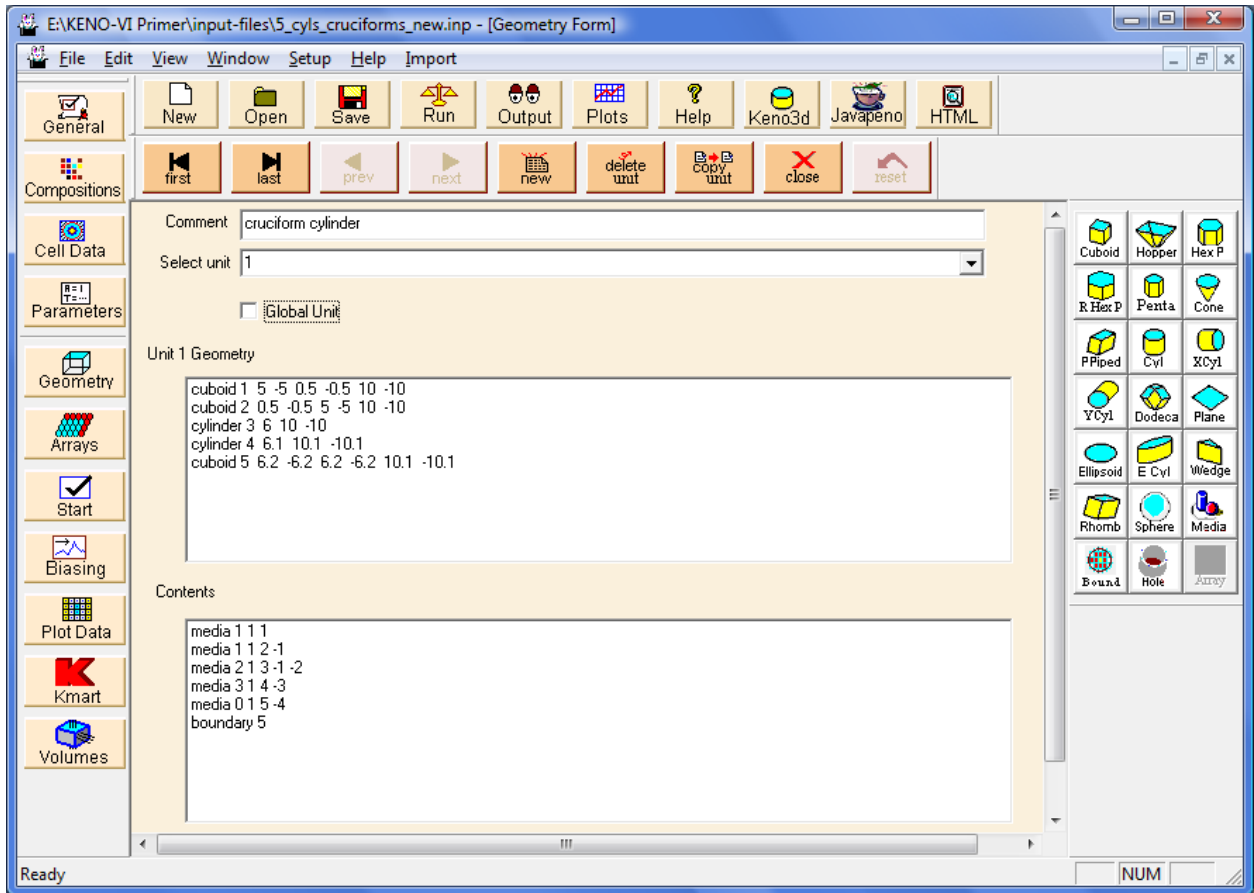 E:\KENO-VI Primer\input-files\5_cyls_cruciforms_new.inp - [Geometry Form]
File Edit View Window Setup Help Import
General
New Open Save Run Output Plots Help Keno3d Javapeno HTML
first last prev next new delete unit copy unit close reset
Compositions
Cell Data
Parameters
Geometry
Arrays
Start
Biasing
Plot Data
Kmart
Volumes
Comment cruciform cylinder
Select unit 1
Global Unit
Unit 1 Geometry
cuboid 1 5 -5 0.5 -0.5 10 -10
cuboid 2 0.5 -0.5 5 -5 10 -10
cylinder 3 6 10 -10
cylinder 4 6.1 10.1 -10.1
cuboid 5 6.2 -6.2 6.2 -6.2 10.1 -10.1
Contents
media 1 1 1
media 1 1 2 -1
media 2 1 3 -1 -2
media 3 1 4 -3
media 0 1 5 -4
boundary 5
Cuboid Hopper Hex P
R Hex P Penta Cone
PPiped Cyl XCyl
YCyl Dodeca Plane
Ellipsoid E Cyl Wedge
Rhomb Sphere Media
Bound Hole Array
Ready NUM